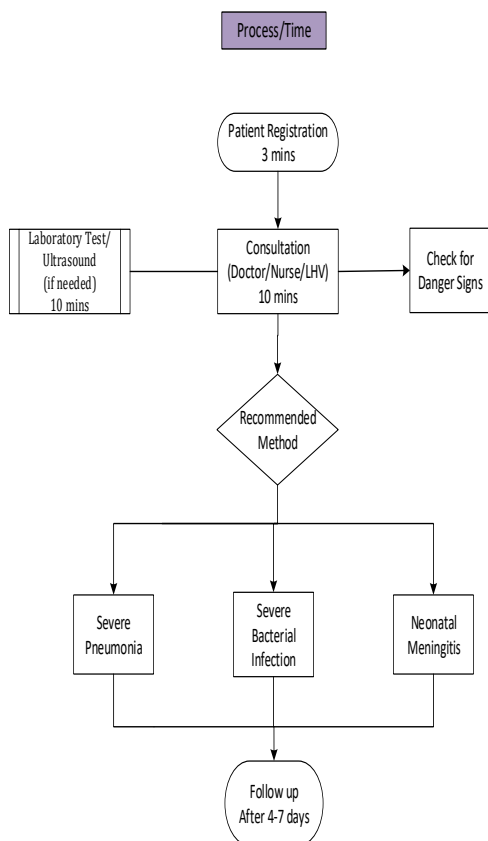 Process/Time
Patient Registration
3 mins
Laboratory Test/
Ultrasound
(if needed)
10 mins
Consultation
(Doctor/Nurse/LHV)
10 mins
Check for
Danger Signs
Recommended
Method
Severe
Pneumonia
Severe
Bacterial
Infection
Neonatal
Meningitis
Follow up
After 4-7 days